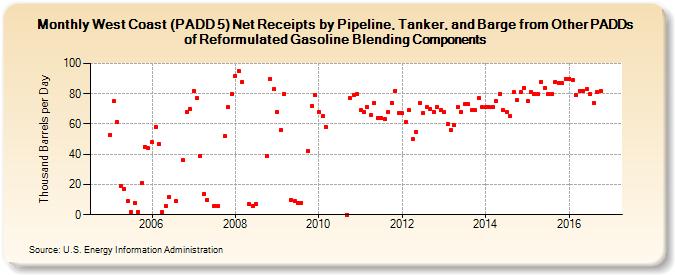 Monthly West Coast (PADD 5) Net Receipts by Pipeline, Tanker, and Barge from Other PADDs
of Reformulated Gasoline Blending Components
Thousand Barrels per Day
100
80
60
40
20
0
2006 2008 2010 2012 2014 2016
Source: U.S. Energy Information Administration